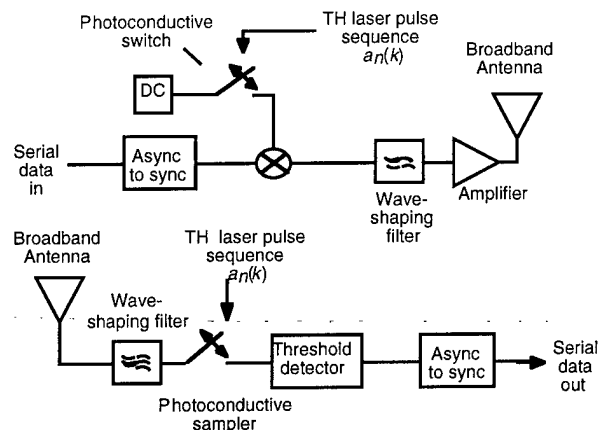 Photoconductive
switch
TH laser pulse
sequence
an(k)
Broadband
Antenna
DC
Serial
data
in
Async
to sync
Wave-
shaping
filter
Amplifier
Broadband
Antenna
TH laser pulse
sequence
an(k)
Wave-
shaping filter
Threshold
detector
Async
to sync
Serial
data
out
Photoconductive
sampler